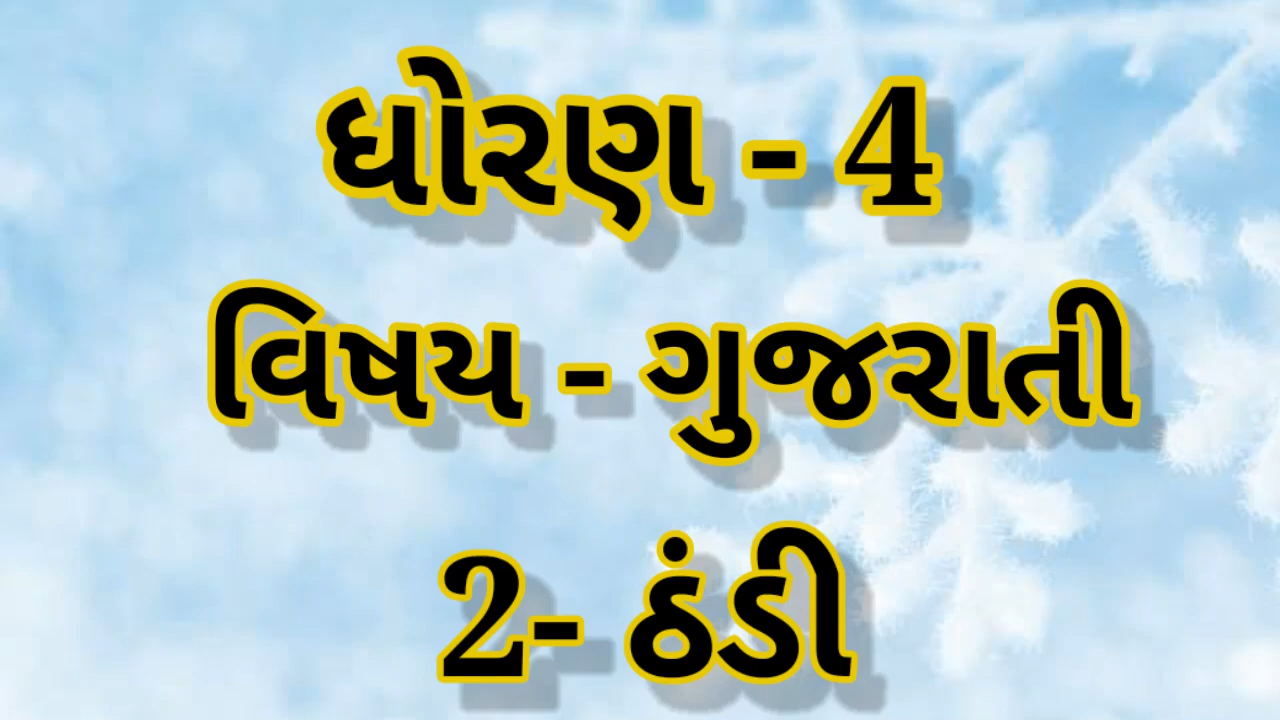 ધોરણ - 4
વિષય - ગુજરાતી
2- ઠંડી